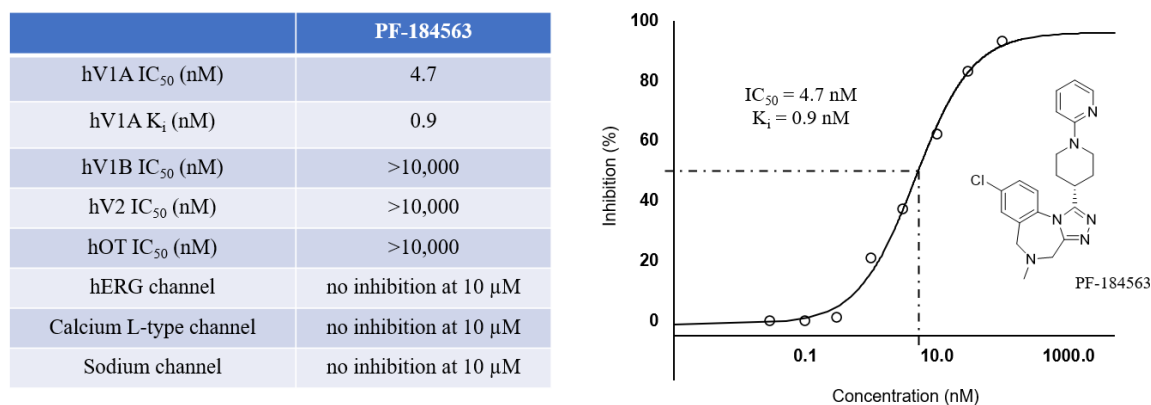 PF-184563
hV1A IC₅₀ (nM) 4.7
hV1A Kᵢ (nM) 0.9
hV1B IC₅₀ (nM) >10,000
hV2 IC₅₀ (nM) >10,000
hOT IC₅₀ (nM) >10,000
hERG channel no inhibition at 10 µM
Calcium L-type channel no inhibition at 10 µM
Sodium channel no inhibition at 10 µM
Inhibition (%)
100
80
60
40
20
0
IC₅₀ = 4.7 nM
Kᵢ = 0.9 nM
N
N
Cl
N
N
N
N
PF-184563
0.1 10.0 1000.0
Concentration (nM)